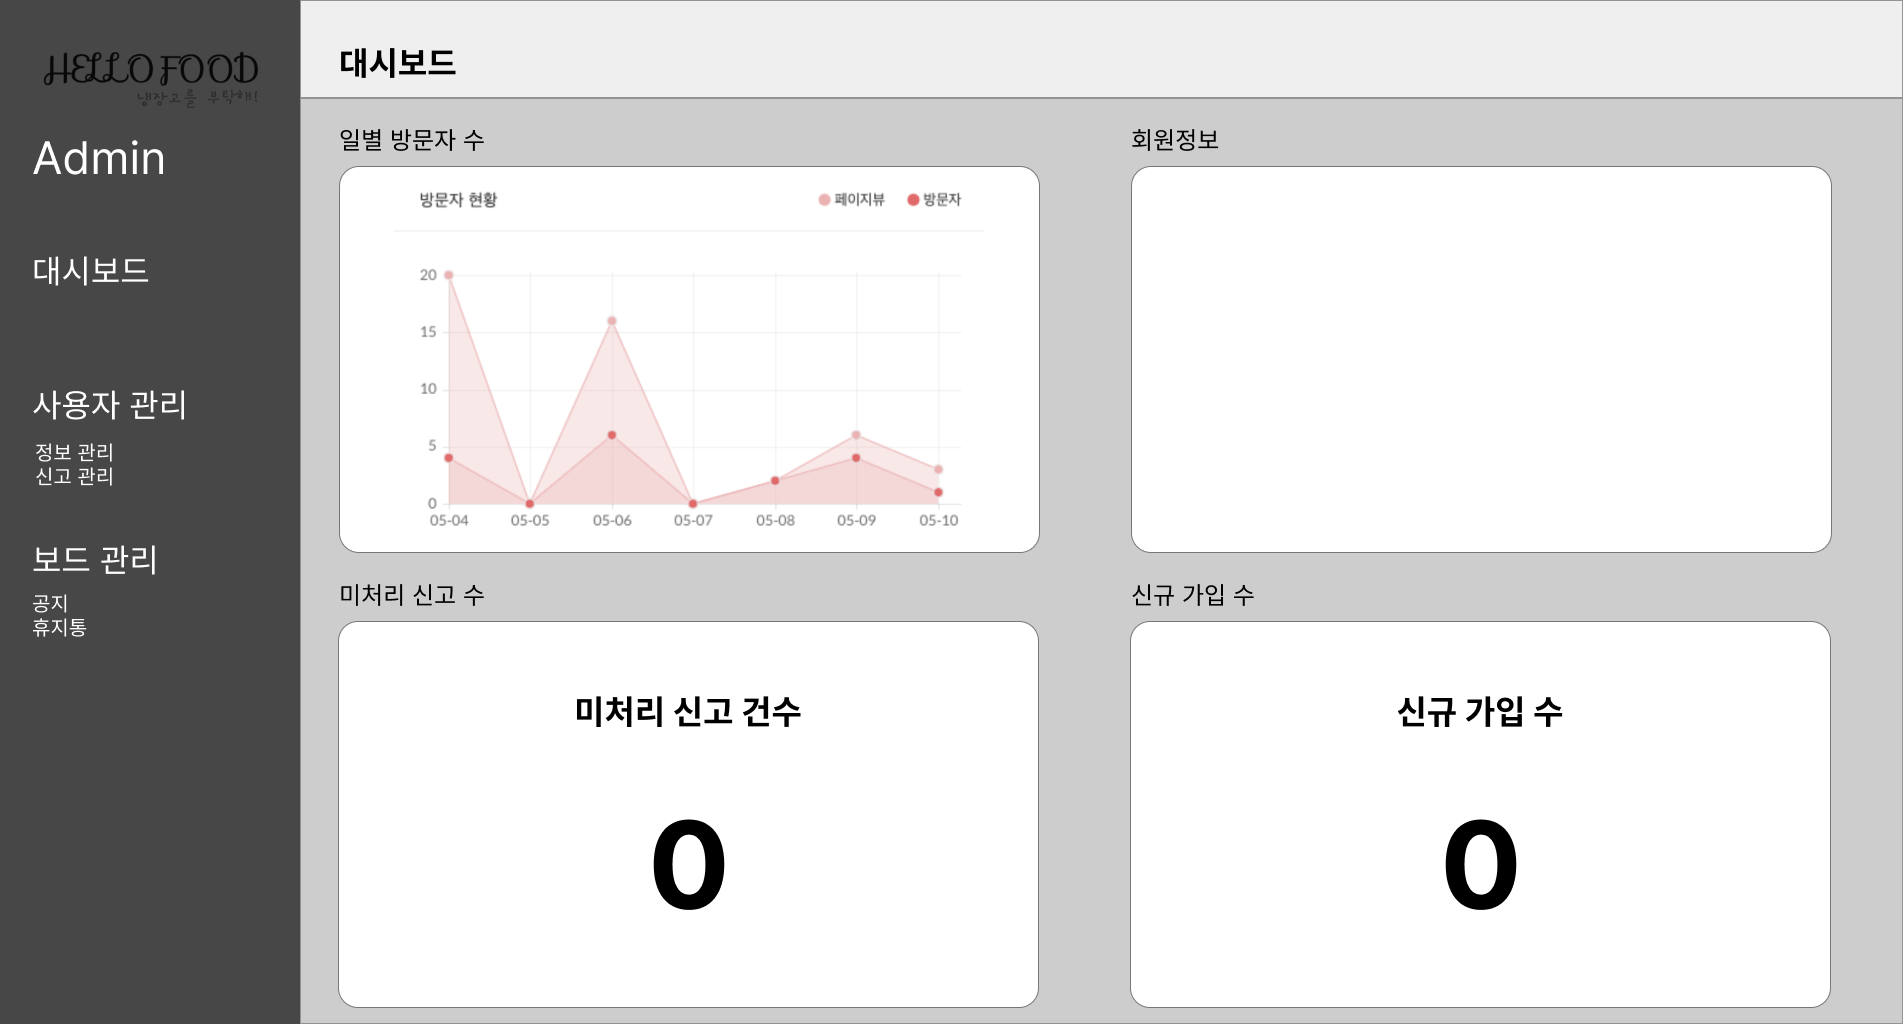 HELLO FOOD
냉장고를 부탁해!
Admin
대시보드
사용자 관리
정보 관리
신고 관리
보드 관리
공지
휴지통
대시보드
일별 방문자 수
방문자 현황
페이지뷰 방문자
20
15
10
5
0
05-04 05-05 05-06 05-07 05-08 05-09 05-10
회원정보
미처리 신고 수
미처리 신고 건수
0
신규 가입 수
신규 가입 수
0